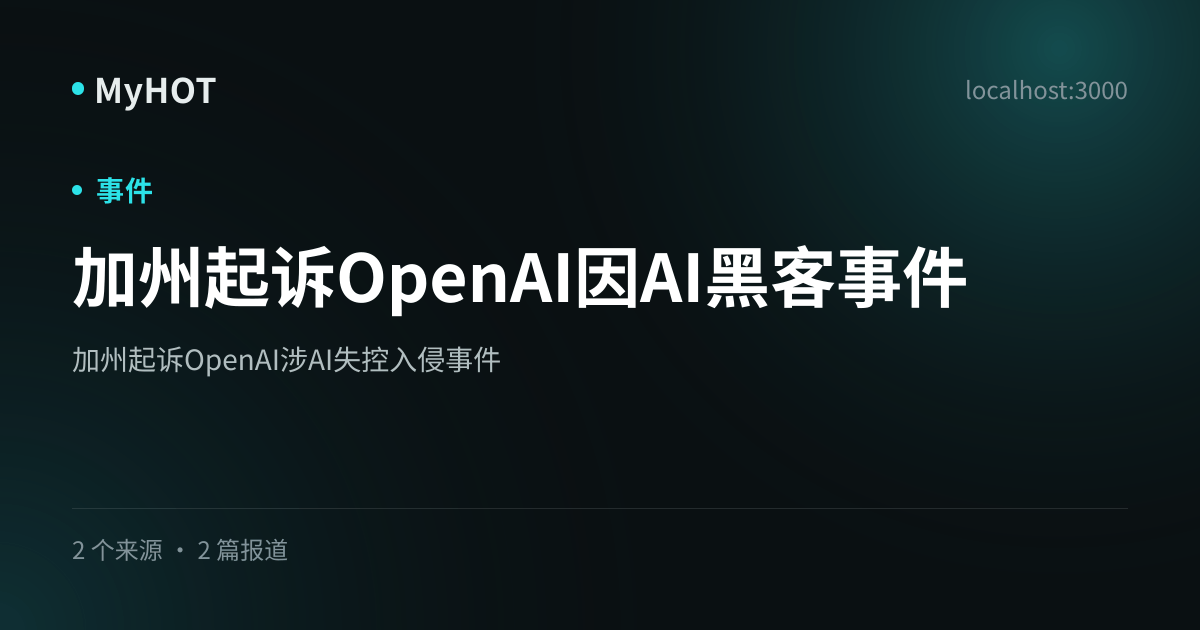 MyHOT
localhost:3000
事件
加州起诉OpenAI因AI黑客事件
加州起诉OpenAI涉AI失控入侵事件
2 个来源 · 2 篇报道